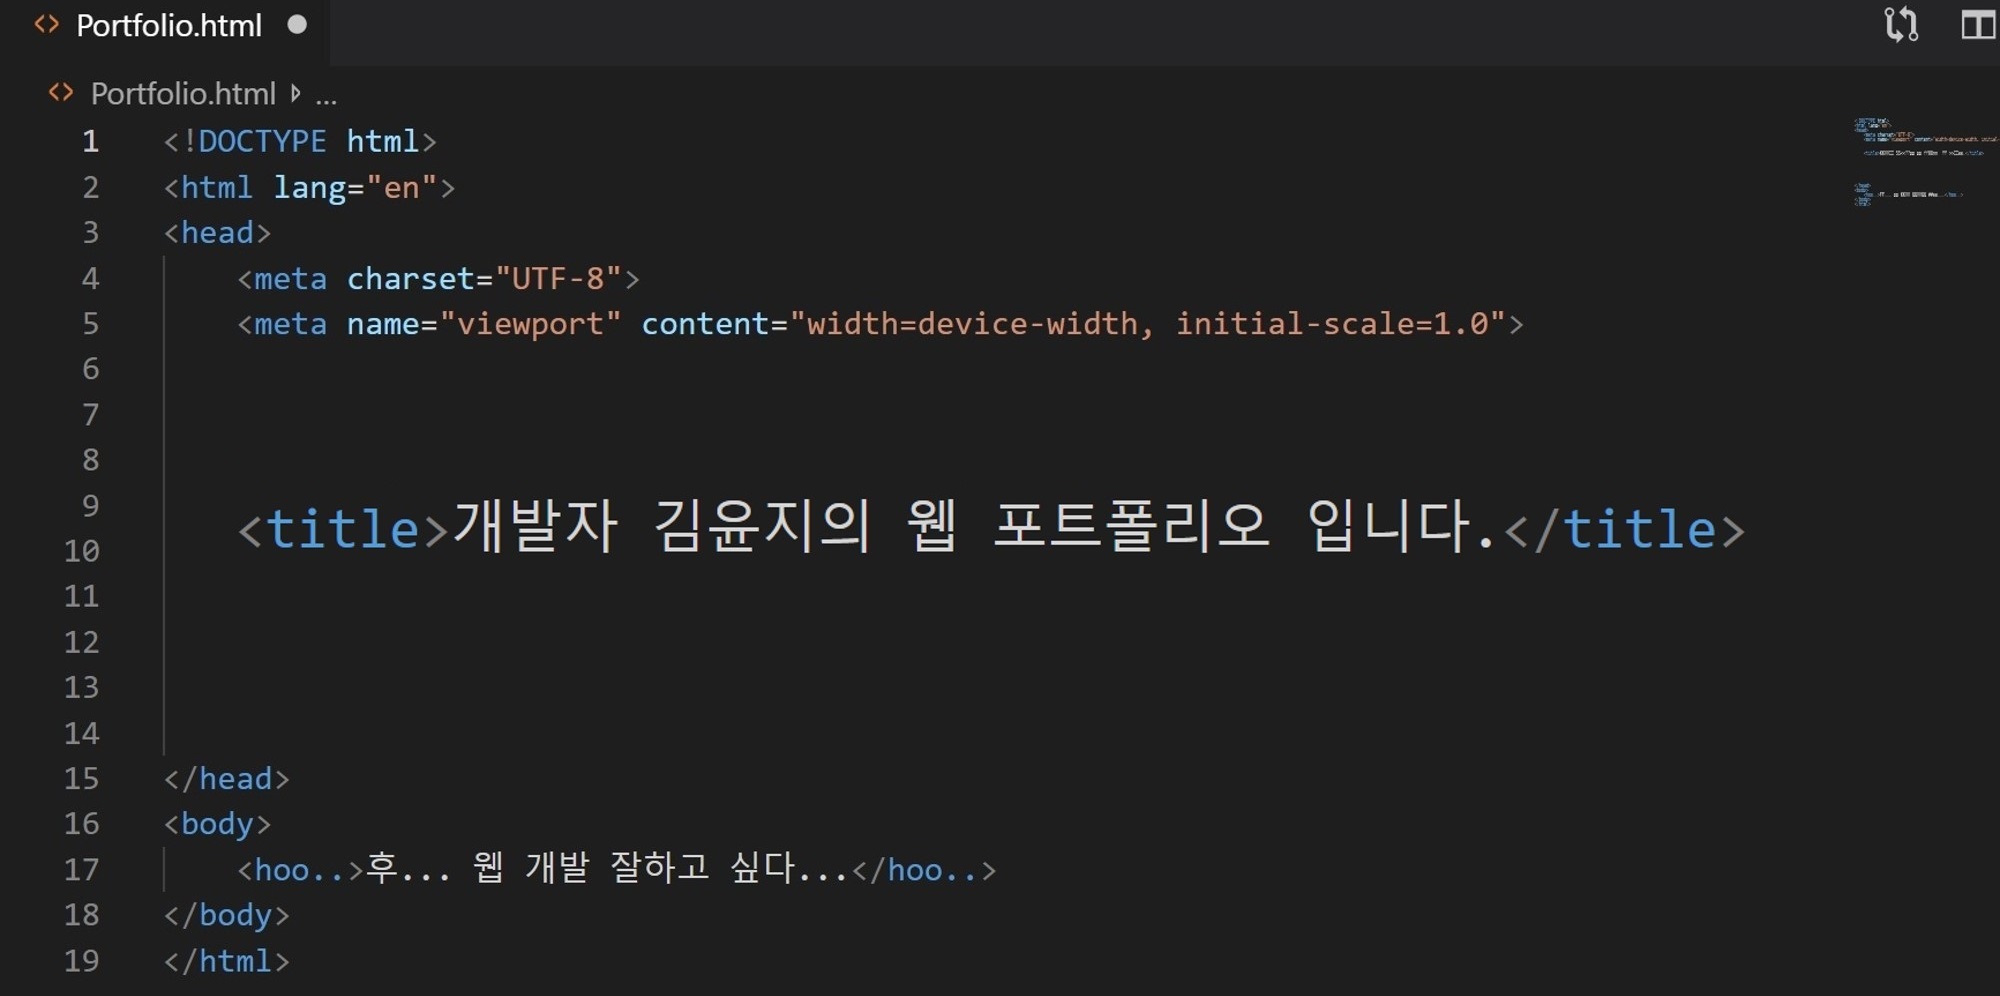 Portfolio.html
Portfolio.html ...
1 <!DOCTYPE html>
2 <html lang="en">
3 <head>
4 <meta charset="UTF-8">
5 <meta name="viewport" content="width=device-width, initial-scale=1.0">
6
7
8
9
<title>개발자 김윤지의 웹 포트폴리오 입니다.</title>
10
11
12
13
14
15 </head>
16 <body>
17 <hoo..>후... 웹 개발 잘하고 싶다...</hoo..>
18 </body>
19 </html>